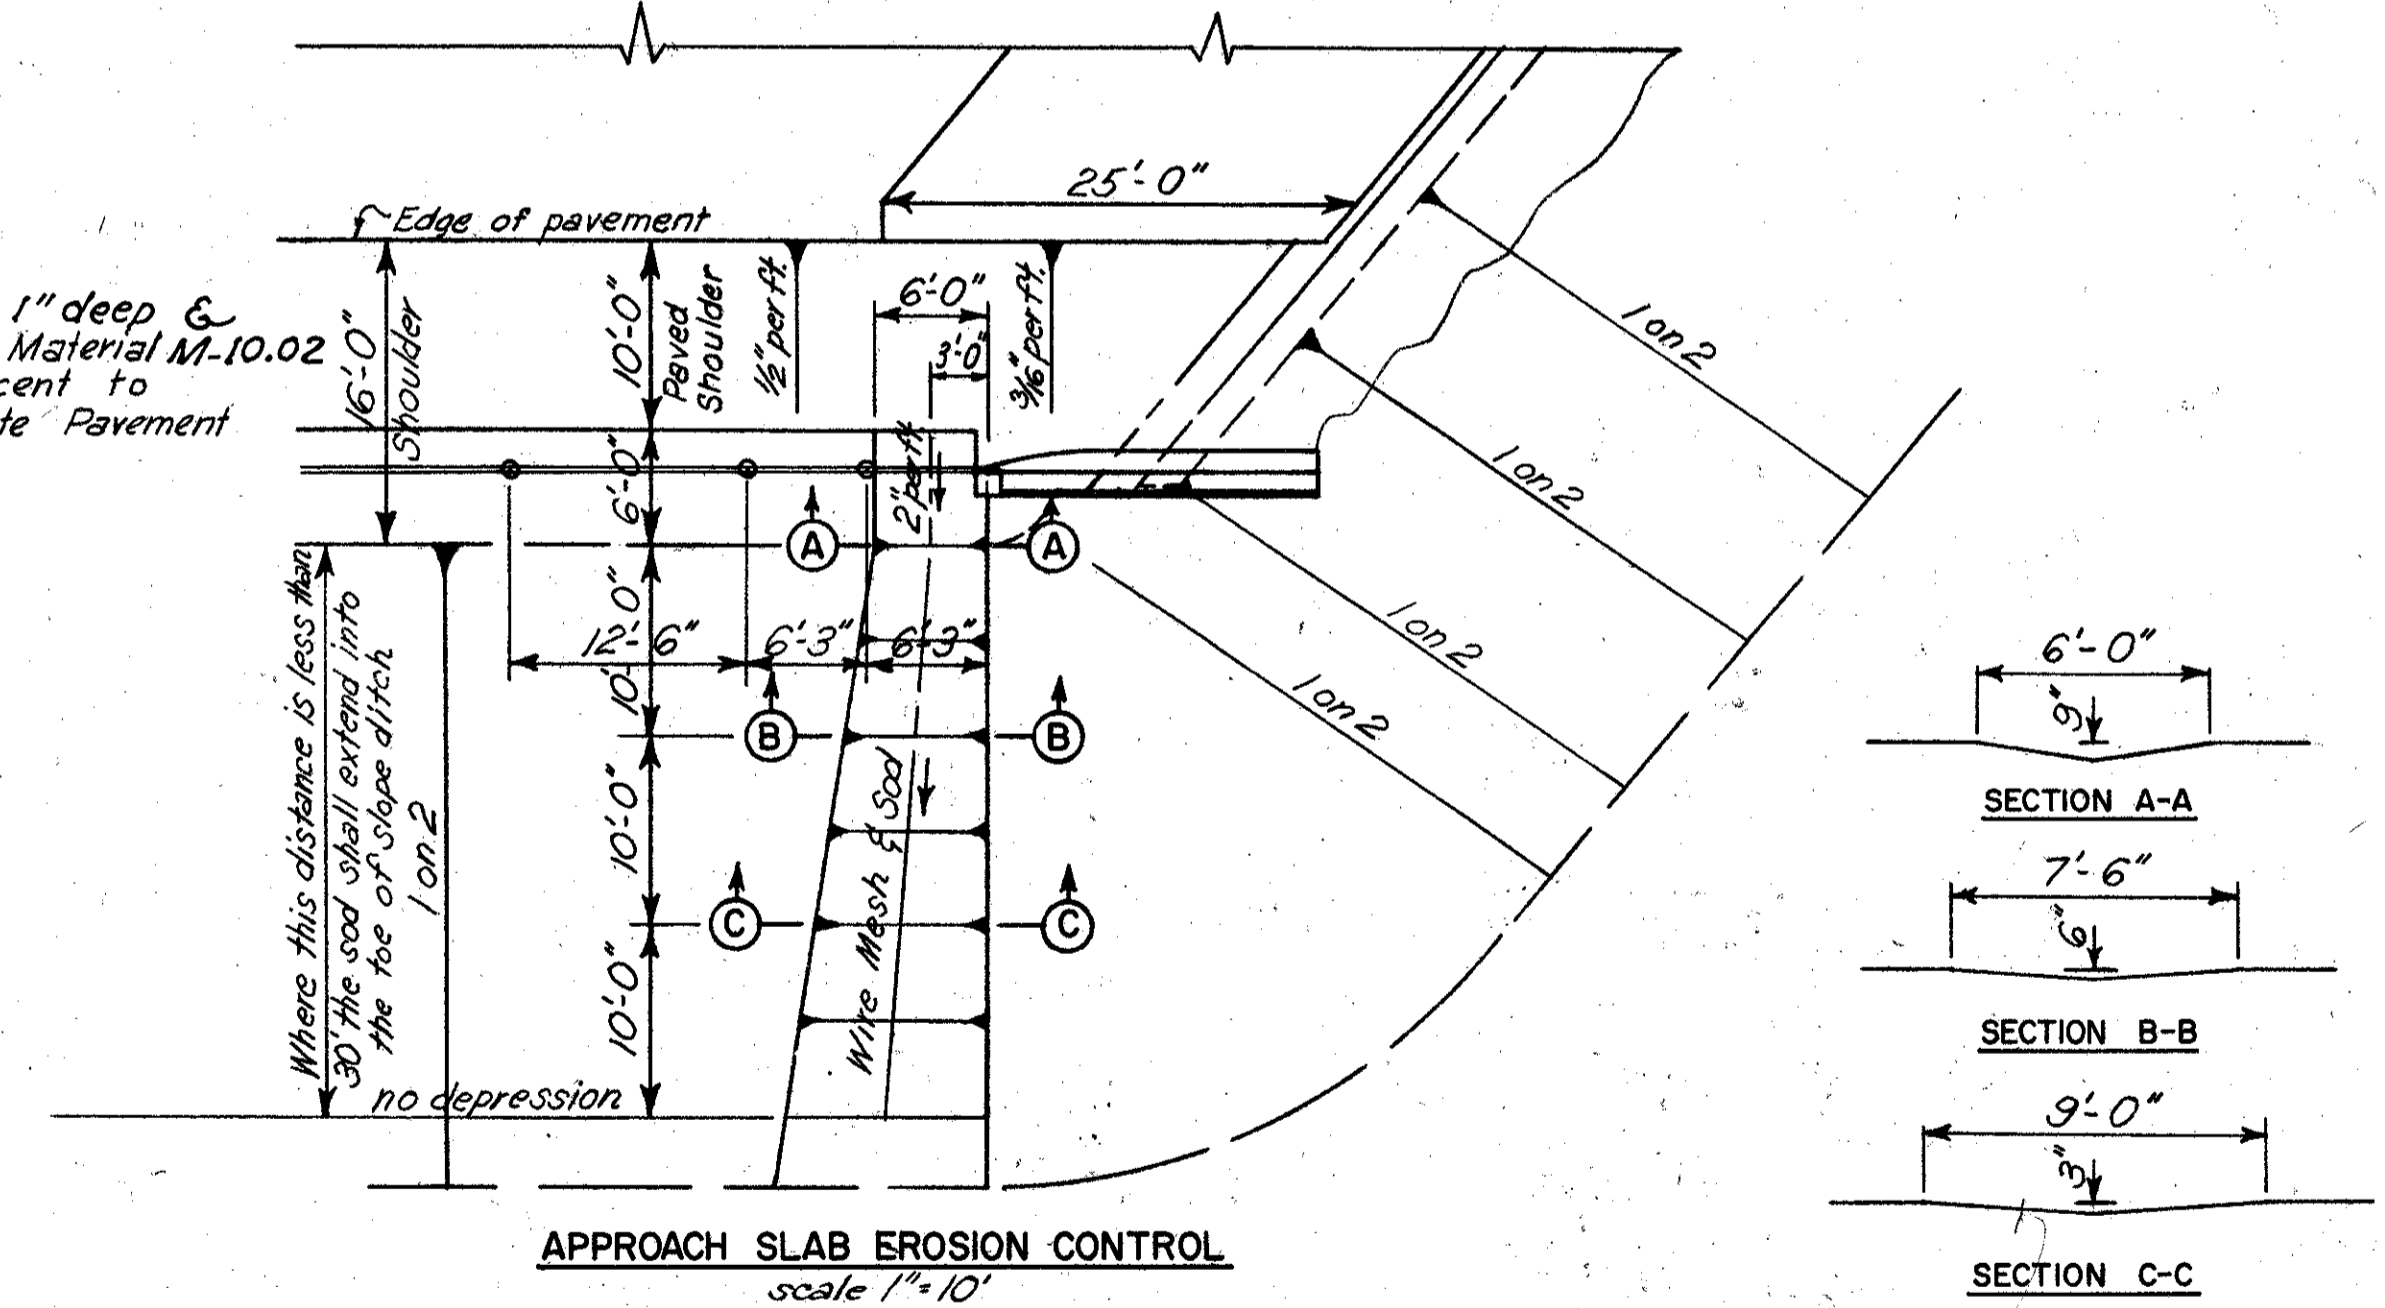 25'-0"
Edge of pavement
1" deep &
Material M-10.02
to
Pavement
16'-0"
Shoulder
10'-0"
Paved
Shoulder
1/2" per ft.
6'-0"
3'-0"
3/16" per ft.
1 on 2
1 on 2
1 on 2
1 on 2
6'-0"
2" per ft
A
A
Where this distance is less than
30' the sod shall extend into
the toe of slope ditch
1 on 2
10'-0"
12'-6"
6'-3"
6'-3"
B
B
10'-0"
Wire Mesh & Sod
C
C
10'-0"
no depression
APPROACH SLAB EROSION CONTROL
scale 1"=10'
6'-0"
9"
SECTION A-A
7'-6"
6"
SECTION B-B
9'-0"
3"
SECTION C-C